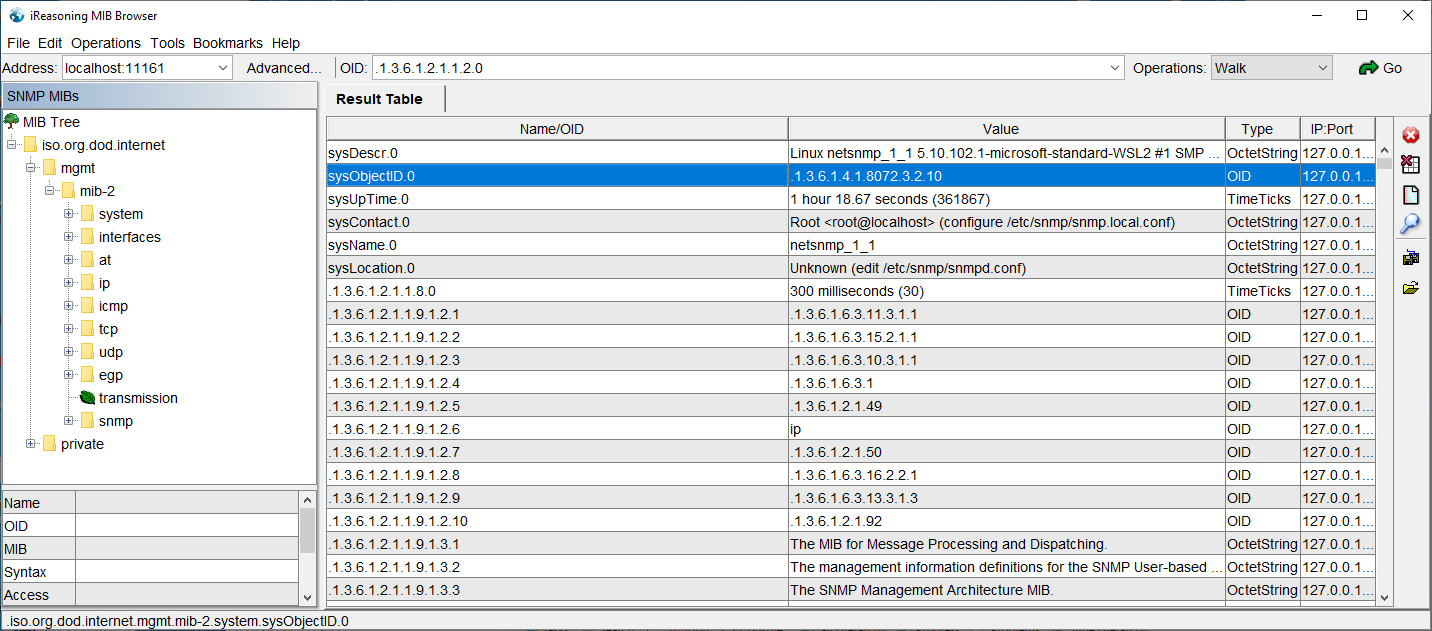 iReasoning MIB Browser
File Edit Operations Tools Bookmarks Help
Address: localhost:11161 Advanced... OID: .1.3.6.1.2.1.1.2.0 Operations: Walk Go
SNMP MIBs
MIB Tree
iso.org.dod.internet
mgmt
mib-2
system
interfaces
at
ip
icmp
tcp
udp
egp
transmission
snmp
private
Name
OID
MIB
Syntax
Access
Result Table
Name/OID Value Type IP:Port
sysDescr.0 Linux netsnmp_1_1 5.10.102.1-microsoft-standard-WSL2 #1 SMP ... OctetString 127.0.0.1...
sysObjectID.0 .1.3.6.1.4.1.8072.3.2.10 OID 127.0.0.1...
sysUpTime.0 1 hour 18.67 seconds (361867) TimeTicks 127.0.0.1...
sysContact.0 Root <root@localhost> (configure /etc/snmp/snmp.local.conf) OctetString 127.0.0.1...
sysName.0 netsnmp_1_1 OctetString 127.0.0.1...
sysLocation.0 Unknown (edit /etc/snmp/snmpd.conf) OctetString 127.0.0.1...
.1.3.6.1.2.1.1.8.0 300 milliseconds (30) TimeTicks 127.0.0.1...
.1.3.6.1.2.1.1.9.1.2.1 .1.3.6.1.6.3.11.3.1.1 OID 127.0.0.1...
.1.3.6.1.2.1.1.9.1.2.2 .1.3.6.1.6.3.15.2.1.1 OID 127.0.0.1...
.1.3.6.1.2.1.1.9.1.2.3 .1.3.6.1.6.3.10.3.1.1 OID 127.0.0.1...
.1.3.6.1.2.1.1.9.1.2.4 .1.3.6.1.6.3.1 OID 127.0.0.1...
.1.3.6.1.2.1.1.9.1.2.5 .1.3.6.1.2.1.49 OID 127.0.0.1...
.1.3.6.1.2.1.1.9.1.2.6 ip OID 127.0.0.1...
.1.3.6.1.2.1.1.9.1.2.7 .1.3.6.1.2.1.50 OID 127.0.0.1...
.1.3.6.1.2.1.1.9.1.2.8 .1.3.6.1.6.3.16.2.2.1 OID 127.0.0.1...
.1.3.6.1.2.1.1.9.1.2.9 .1.3.6.1.6.3.13.3.1.3 OID 127.0.0.1...
.1.3.6.1.2.1.1.9.1.2.10 .1.3.6.1.2.1.92 OID 127.0.0.1...
.1.3.6.1.2.1.1.9.1.3.1 The MIB for Message Processing and Dispatching. OctetString 127.0.0.1...
.1.3.6.1.2.1.1.9.1.3.2 The management information definitions for the SNMP User-based ... OctetString 127.0.0.1...
.1.3.6.1.2.1.1.9.1.3.3 The SNMP Management Architecture MIB. OctetString 127.0.0.1...
.iso.org.dod.internet.mgmt.mib-2.system.sysObjectID.0